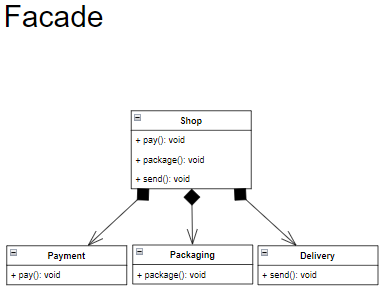 Facade
Shop
+ pay(): void
+ package(): void
+ send(): void
Payment
+ pay(): void
Packaging
+ package(): void
Delivery
+ send(): void